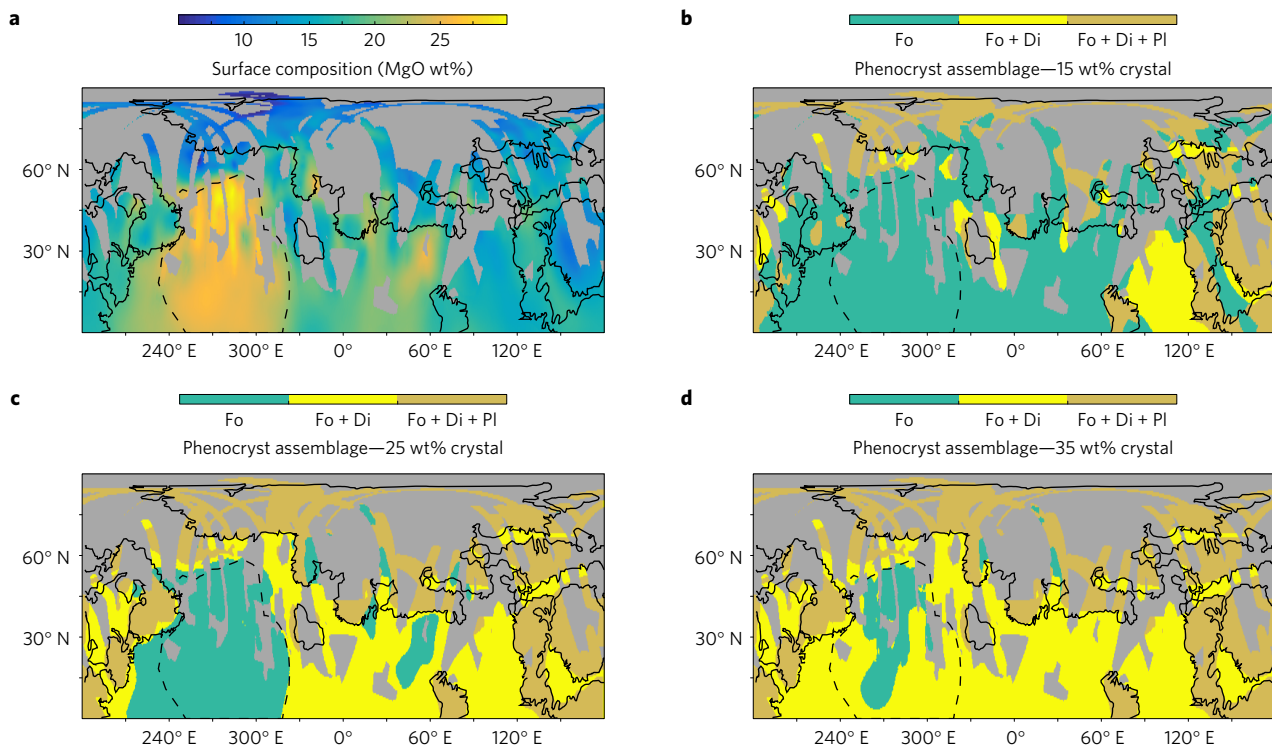 a
10 15 20 25
Surface composition (MgO wt%)
60° N
30° N
240° E 300° E 0° 60° E 120° E
b
Fo Fo + Di Fo + Di + Pl
Phenocryst assemblage—15 wt% crystal
60° N
30° N
240° E 300° E 0° 60° E 120° E
c
Fo Fo + Di Fo + Di + Pl
Phenocryst assemblage—25 wt% crystal
60° N
30° N
240° E 300° E 0° 60° E 120° E
d
Fo Fo + Di Fo + Di + Pl
Phenocryst assemblage—35 wt% crystal
60° N
30° N
240° E 300° E 0° 60° E 120° E